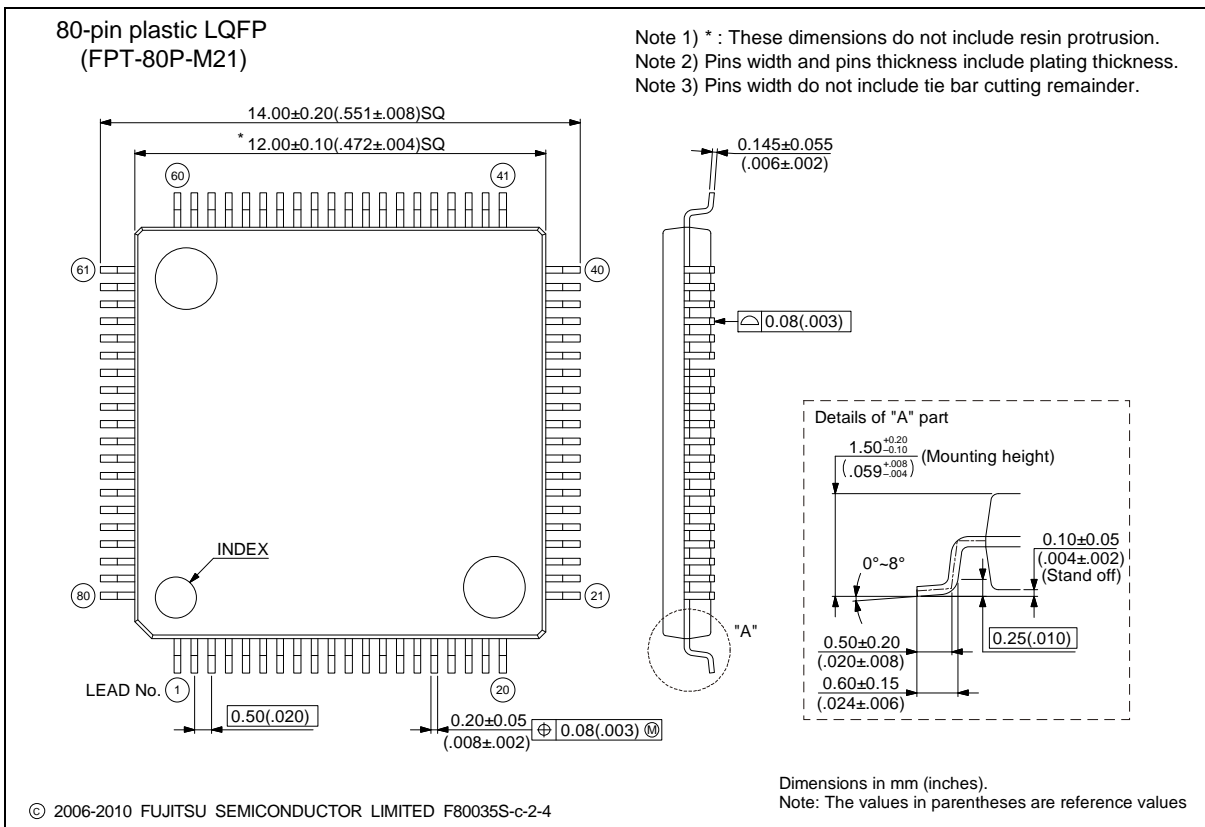 80-pin plastic LQFP
(FPT-80P-M21)
Note 1) * : These dimensions do not include resin protrusion.
Note 2) Pins width and pins thickness include plating thickness.
Note 3) Pins width do not include tie bar cutting remainder.
14.00±0.20(.551±.008)SQ
* 12.00±0.10(.472±.004)SQ
0.145±0.055
(.006±.002)
60
41
61
40
0.08(.003)
Details of "A" part
1.50 +0.20 –0.10 (Mounting height)
(.059 +.008 –.004)
INDEX
0.10±0.05
(.004±.002)
(Stand off)
0°~8°
80
21
"A"
0.25(.010)
0.50±0.20
(.020±.008)
0.60±0.15
(.024±.006)
LEAD No. 1
20
0.50(.020)
0.20±0.05
(.008±.002)
⌖ 0.08(.003) Ⓜ
Dimensions in mm (inches).
Note: The values in parentheses are reference values
© 2006-2010 FUJITSU SEMICONDUCTOR LIMITED F80035S-c-2-4